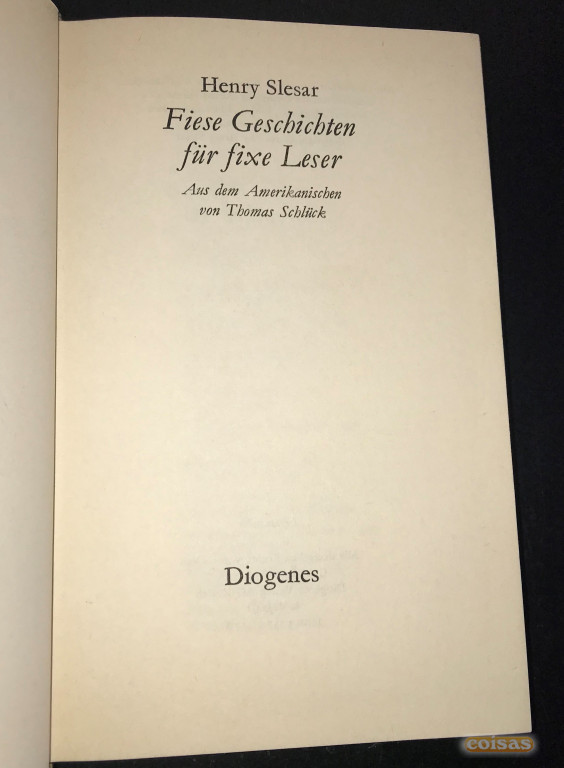 Henry Slesar
Fiese Geschichten
für fixe Leser
Aus dem Amerikanischen
von Thomas Schlück
Diogenes
coisas